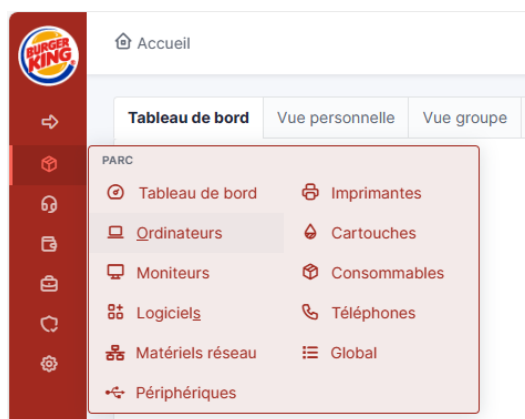 BURGER
KING
Accueil
Tableau de bord
Vue personnelle
Vue groupe
PARC
Tableau de bord
Imprimantes
Ordinateurs
Cartouches
Moniteurs
Consommables
Logiciels
Téléphones
Matériels réseau
Global
Périphériques